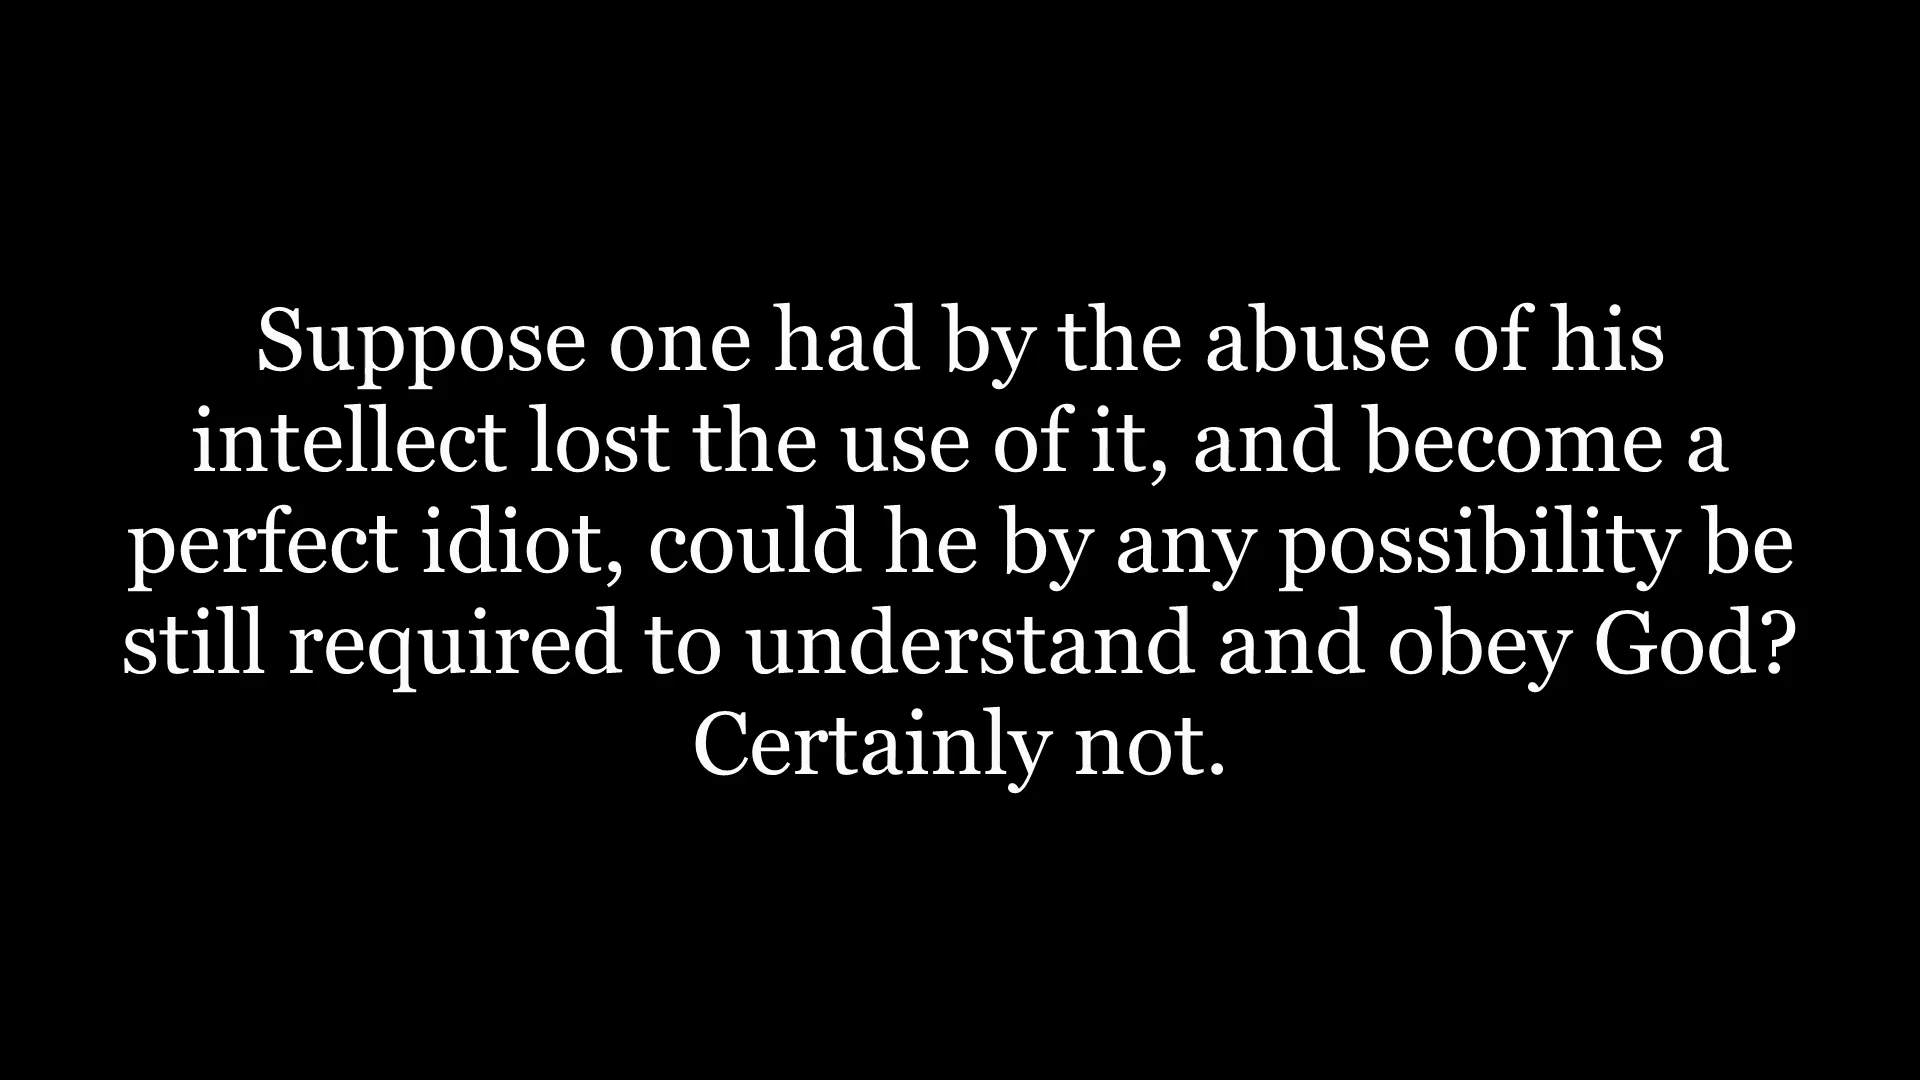 Suppose one had by the abuse of his
intellect lost the use of it, and become a
perfect idiot, could he by any possibility be
still required to understand and obey God?
Certainly not.